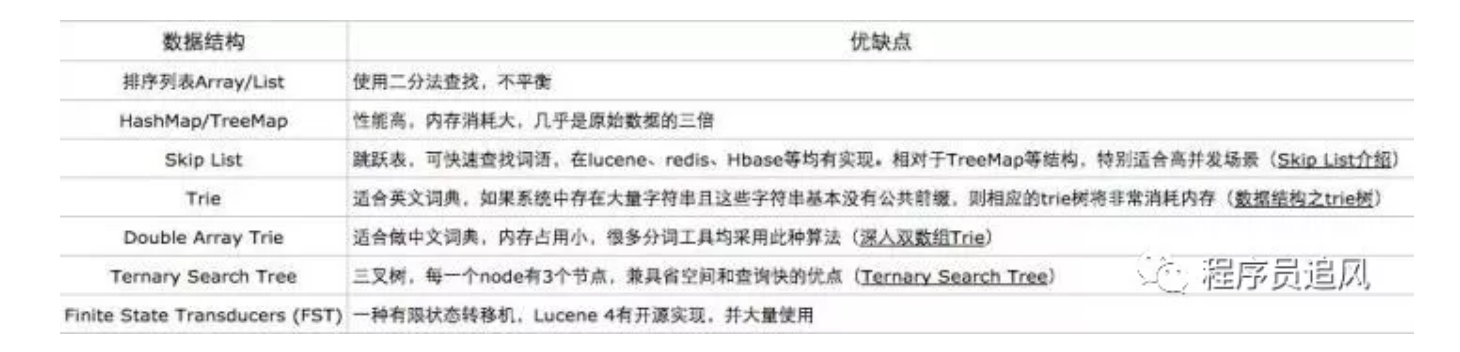 数据结构 优缺点
排序列表Array/List 使用二分法查找，不平衡
HashMap/TreeMap 性能高，内存消耗大，几乎是原始数据的三倍
Skip List 跳跃表，可快速查找词语，在lucene、redis、Hbase等均有实现。相对于TreeMap等结构，特别适合高并发场景（Skip List介绍）
Trie 适合英文词典，如果系统中存在大量字符串且这些字符串基本没有公共前缀，则相应的trie树将非常消耗内存（数据结构之trie树）
Double Array Trie 适合做中文词典，内存占用小，很多分词工具均采用此种算法（深入双数组Trie）
Ternary Search Tree 三叉树，每一个node有3个节点，兼具省空间和查询快的优点（Ternary Search Tree）
程序员追风
Finite State Transducers (FST) 一种有限状态转移机，Lucene 4有开源实现，并大量使用